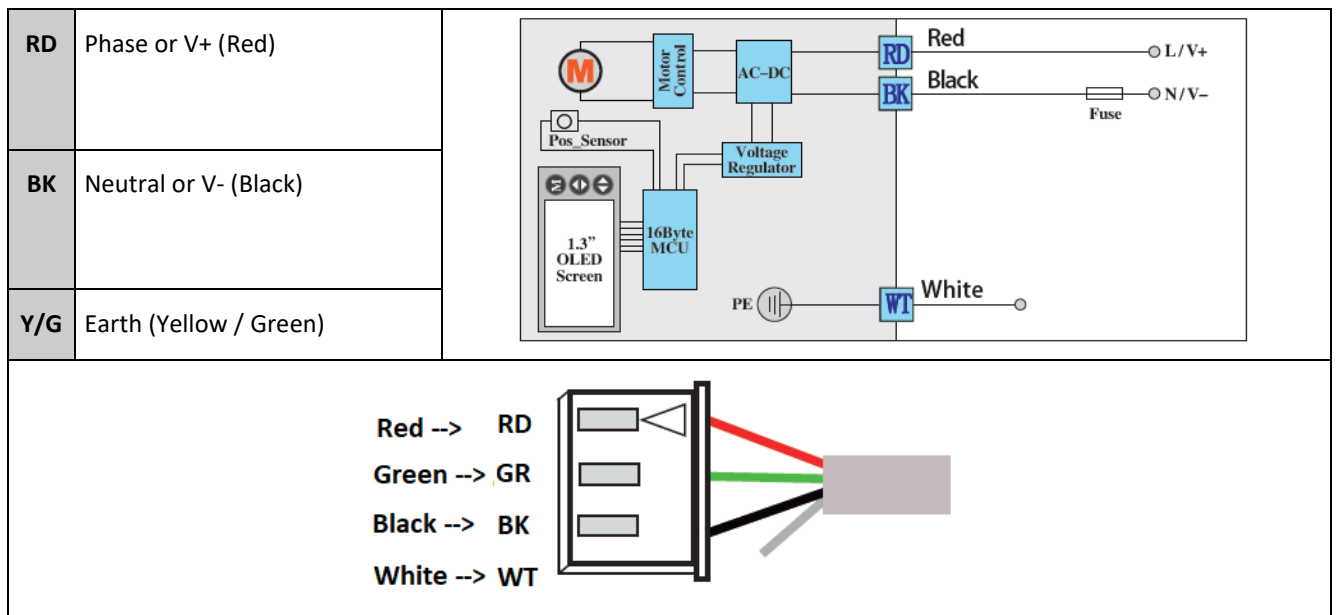 RD Phase or V+ (Red)
BK Neutral or V- (Black)
Y/G Earth (Yellow / Green)
M
Motor
Control
AC-DC
RD
Red
L/V+
BK
Black
Fuse
N/V−
Pos_Sensor
Voltage
Regulator
M
1.3”
OLED
Screen
16Byte
MCU
PE
WT
White
Red --> RD
Green --> GR
Black --> BK
White --> WT